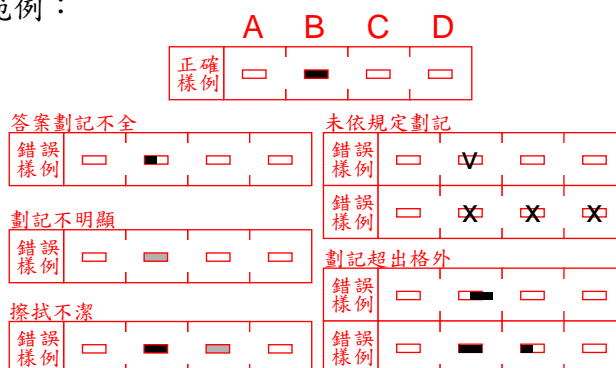 範例：
A B C D
正確
樣例
答案劃記不全
錯誤
樣例
劃記不明顯
錯誤
樣例
擦拭不潔
錯誤
樣例
未依規定劃記
錯誤
樣例
V
錯誤
樣例
X X X
劃記超出格外
錯誤
樣例
錯誤
樣例